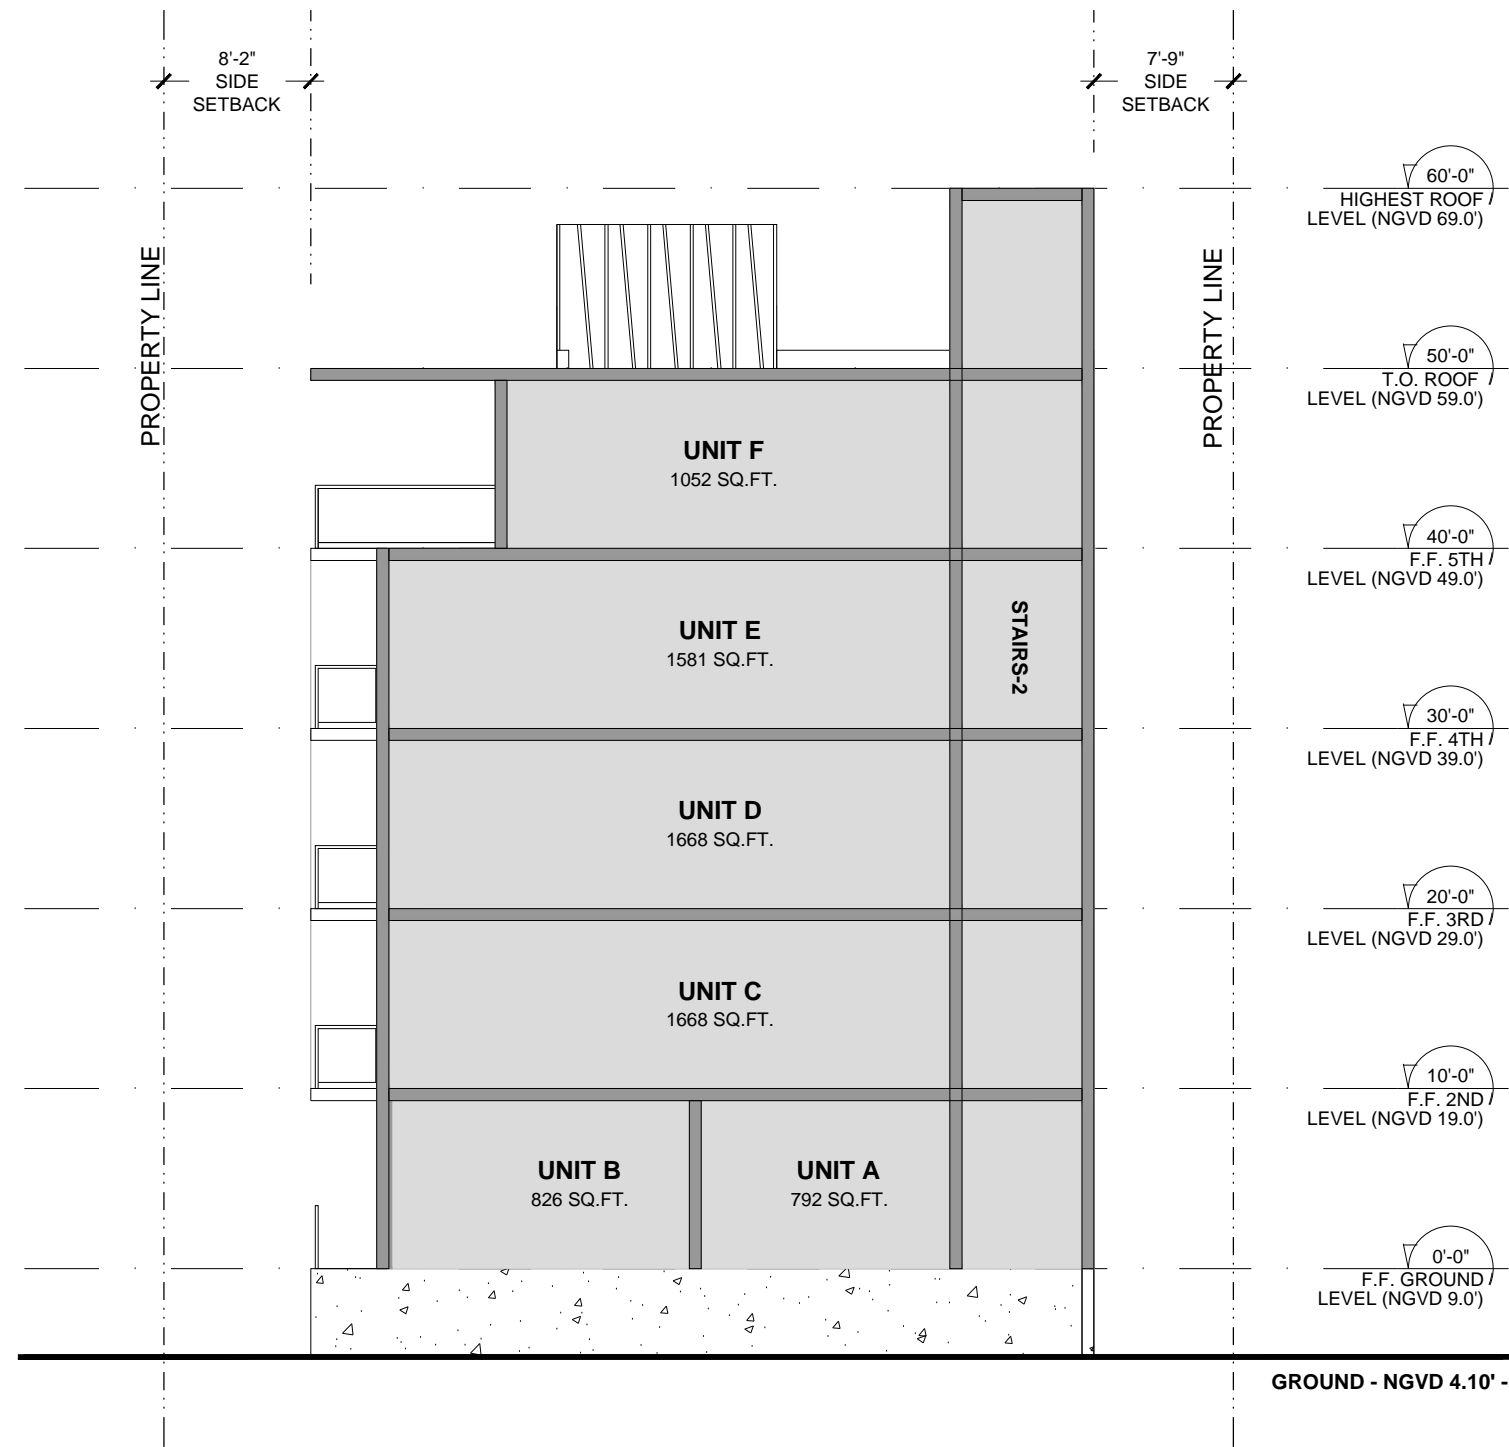 8'-2"
SIDE
SETBACK
7'-9"
SIDE
SETBACK
60'-0"
HIGHEST ROOF
LEVEL (NGVD 69.0')
PROPERTY LINE
PROPERTY LINE
50'-0"
T.O. ROOF
LEVEL (NGVD 59.0')
UNIT F
1052 SQ.FT.
40'-0"
F.F. 5TH
LEVEL (NGVD 49.0')
UNIT E
1581 SQ.FT.
STAIRS-2
30'-0"
F.F. 4TH
LEVEL (NGVD 39.0')
UNIT D
1668 SQ.FT.
20'-0"
F.F. 3RD
LEVEL (NGVD 29.0')
UNIT C
1668 SQ.FT.
10'-0"
F.F. 2ND
LEVEL (NGVD 19.0')
UNIT B
826 SQ.FT.
UNIT A
792 SQ.FT.
0'-0"
F.F. GROUND
LEVEL (NGVD 9.0')
GROUND - NGVD 4.10' -